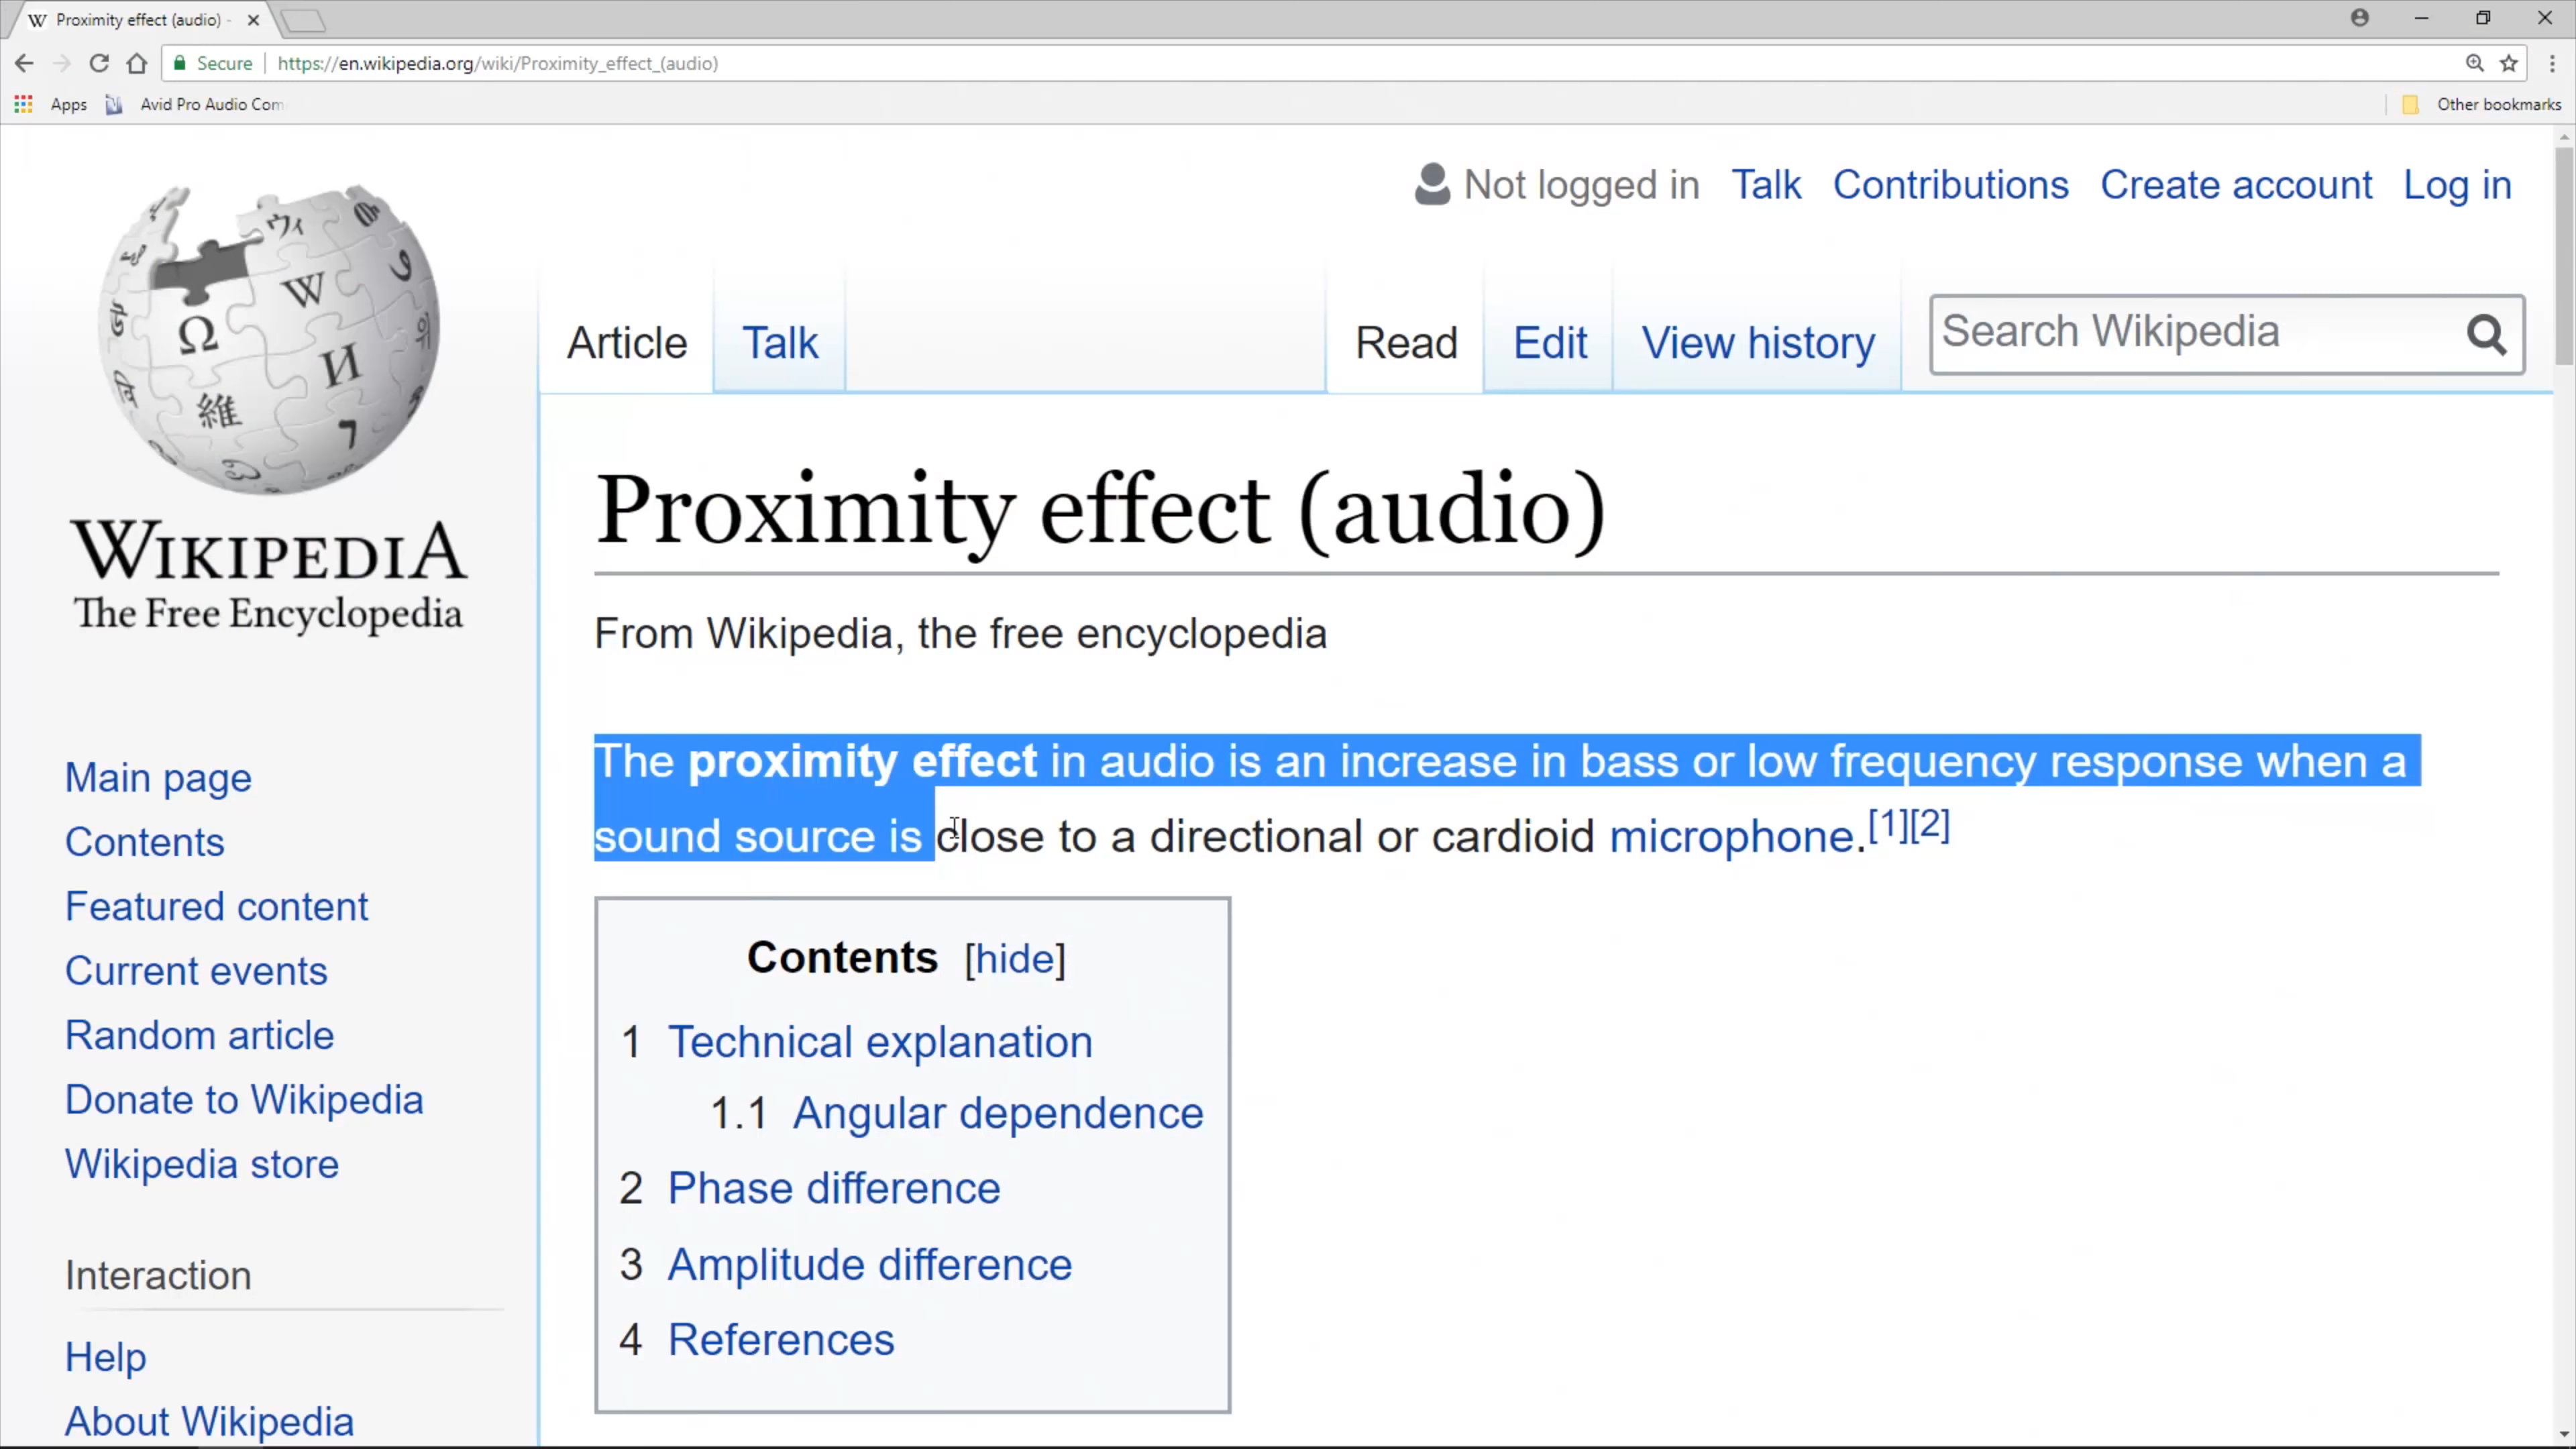 Proximity effect (audio) -
Secure https://en.wikipedia.org/wiki/Proximity_effect_(audio)
Apps Avid Pro Audio Com Other bookmarks
Not logged in Talk Contributions Create account Log in
Article Talk Read Edit View history Search Wikipedia
WIKIPEDIA
The Free Encyclopedia
Main page
Contents
Featured content
Current events
Random article
Donate to Wikipedia
Wikipedia store
Interaction
Help
About Wikipedia
Proximity effect (audio)
From Wikipedia, the free encyclopedia
The proximity effect in audio is an increase in bass or low frequency response when a
sound source is close to a directional or cardioid microphone.[1][2]
Contents [hide]
1 Technical explanation
1.1 Angular dependence
2 Phase difference
3 Amplitude difference
4 References